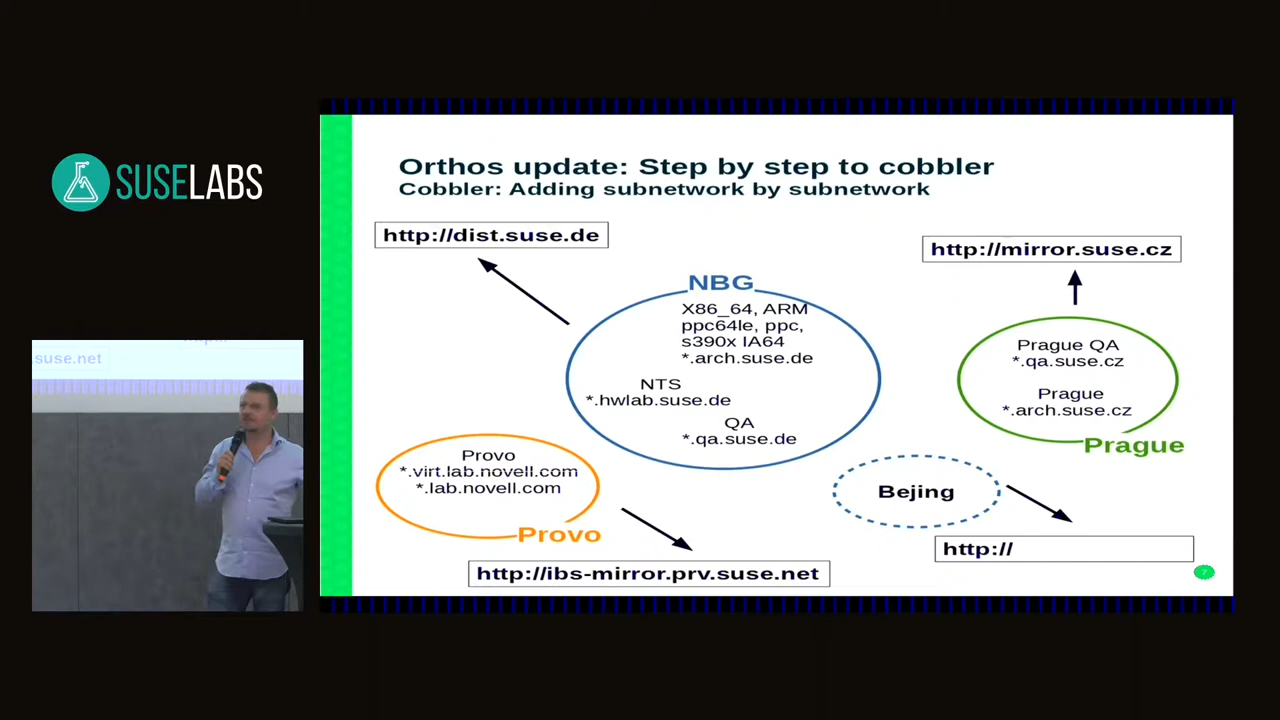 SUSELABS
Orthos update: Step by step to cobbler
Cobbler: Adding subnetwork by subnetwork
http://dist.suse.de
http://mirror.suse.cz
NBG
X86_64, ARM
ppc64le, ppc,
s390x IA64
*.arch.suse.de
NTS
*.hwlab.suse.de
QA
*.qa.suse.de
Prague QA
*.qa.suse.cz
Prague
*.arch.suse.cz
Prague
Provo
*.virt.lab.novell.com
*.lab.novell.com
Provo
Bejing
http://ibs-mirror.prv.suse.net
http://
7
suse.net